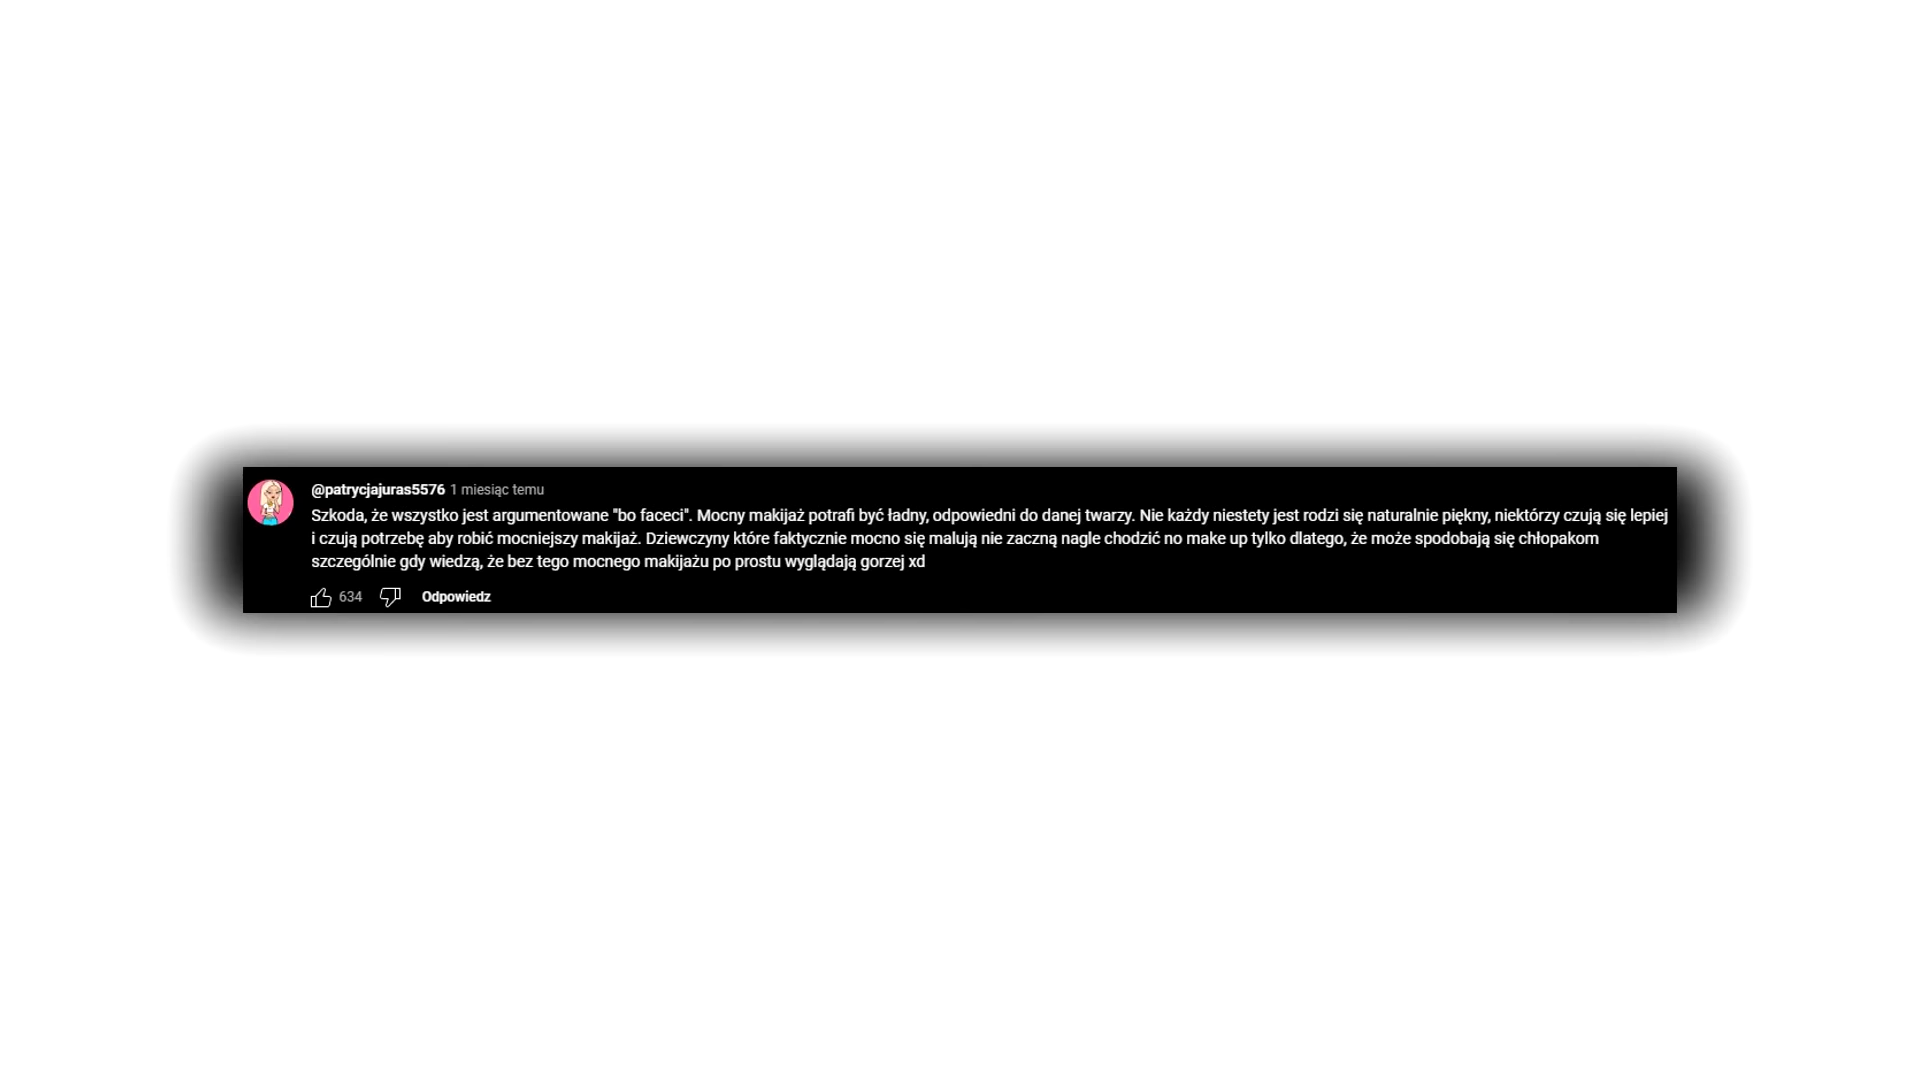 @patrycjajuras5576 1 miesiąc temu
Szkoda, że wszystko jest argumentowane "bo faceci". Mocny makijaż potrafi być ładny, odpowiedni do danej twarzy. Nie każdy niestety jest rodzi się naturalnie piękny, niektórzy czują się lepiej
i czują potrzebę aby robić mocniejszy makijaż. Dziewczyny które faktycznie mocno się malują nie zaczną nagle chodzić no make up tylko dlatego, że może spodobają się chłopakom
szczególnie gdy wiedzą, że bez tego mocnego makijażu po prostu wyglądają gorzej xd
634 Odpowiedz